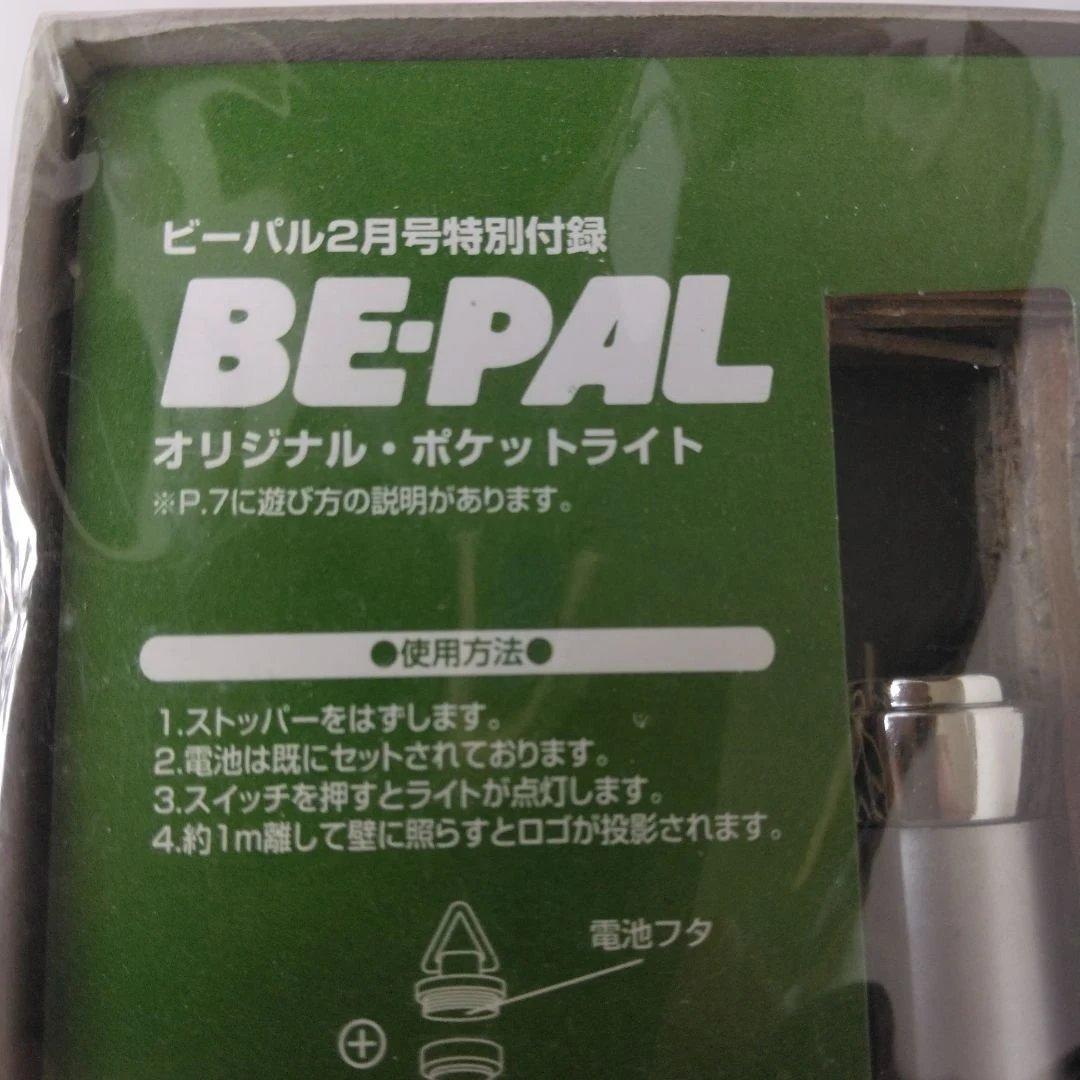 ビーパル2月号特別付録
BE-PAL
オリジナル・ポケットライト
※P.7に遊び方の説明があります。
●使用方法●
1.ストッパーをはずします。
2.電池は既にセットされております。
3.スイッチを押すとライトが点灯します。
4.約1m離して壁に照らすとロゴが投影されます。
電池フタ
⊕